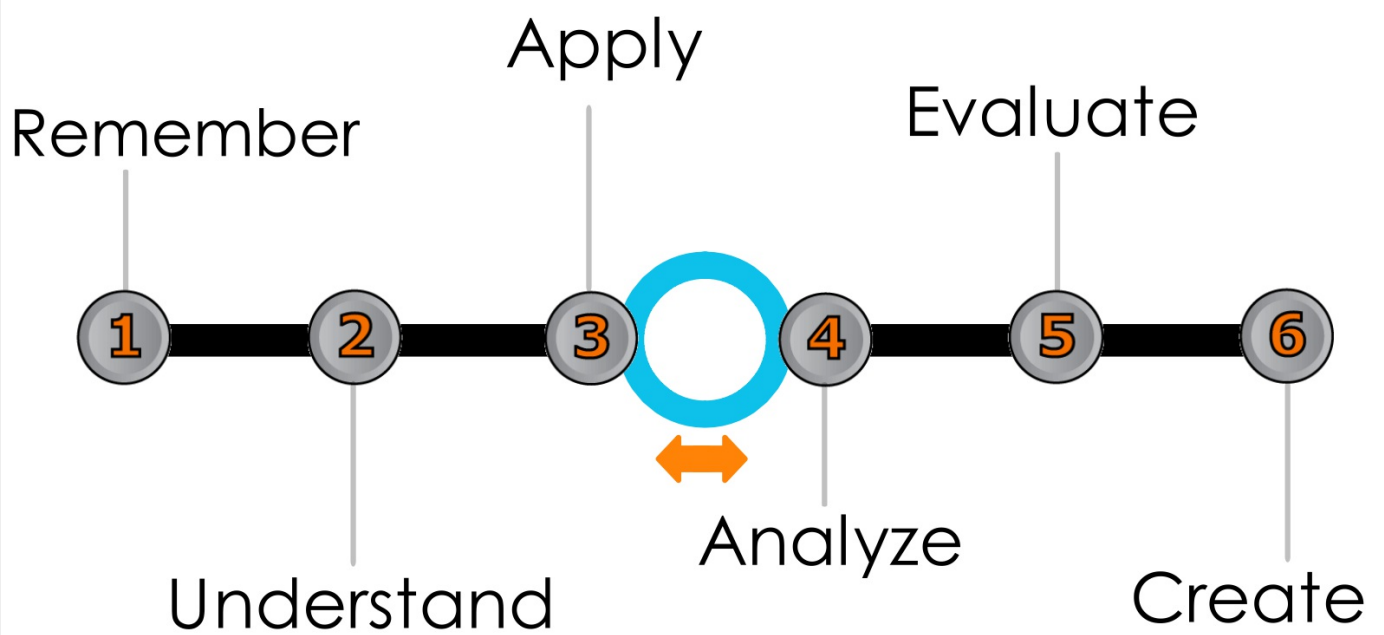 Apply
Remember
Evaluate
1
2
3
4
5
6
Analyze
Understand
Create